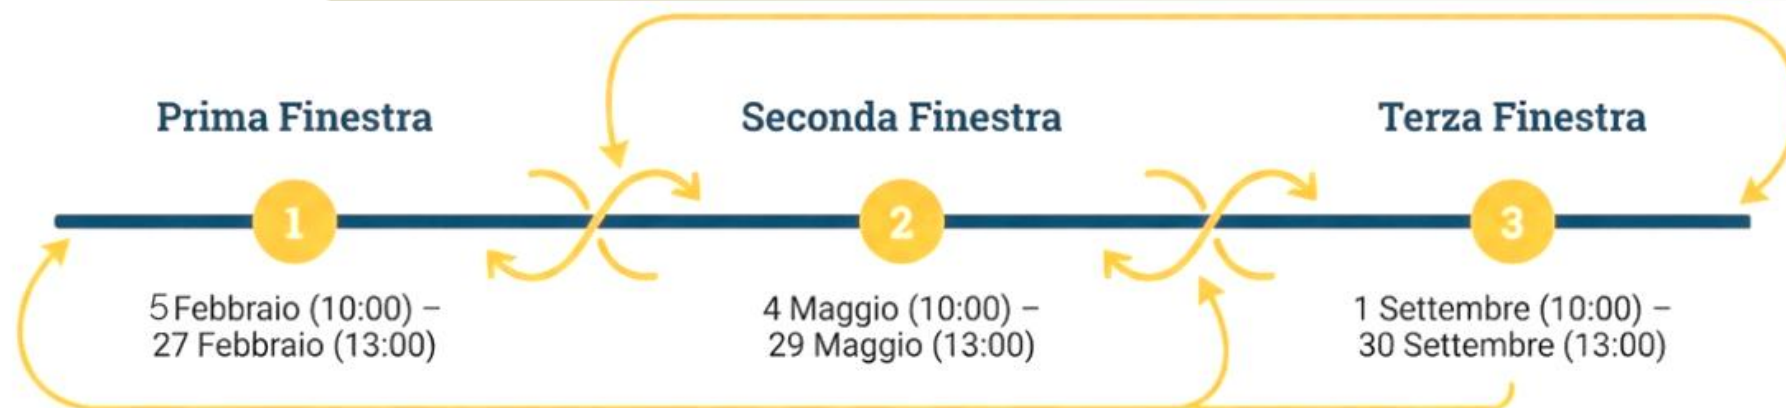 Prima Finestra
1
5 Febbraio (10:00) –
27 Febbraio (13:00)
Seconda Finestra
2
4 Maggio (10:00) –
29 Maggio (13:00)
Terza Finestra
3
1 Settembre (10:00) –
30 Settembre (13:00)